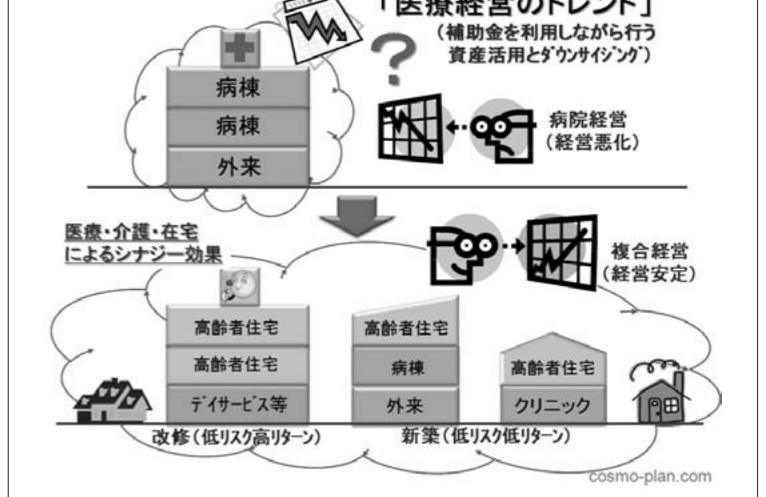 「医療経営のトレンド」
(補助金を利用しながら行う
資産活用とダウンサイジング)
?
病棟
病棟
外来
病院経営
(経営悪化)
医療・介護・在宅
によるシナジー効果
複合経営
(経営安定)
高齢者住宅
高齢者住宅
デイサービス等
高齢者住宅
病棟
外来
高齢者住宅
クリニック
改修(低リスク高リターン)
新築(低リスク低リターン)
cosmo-plan.com